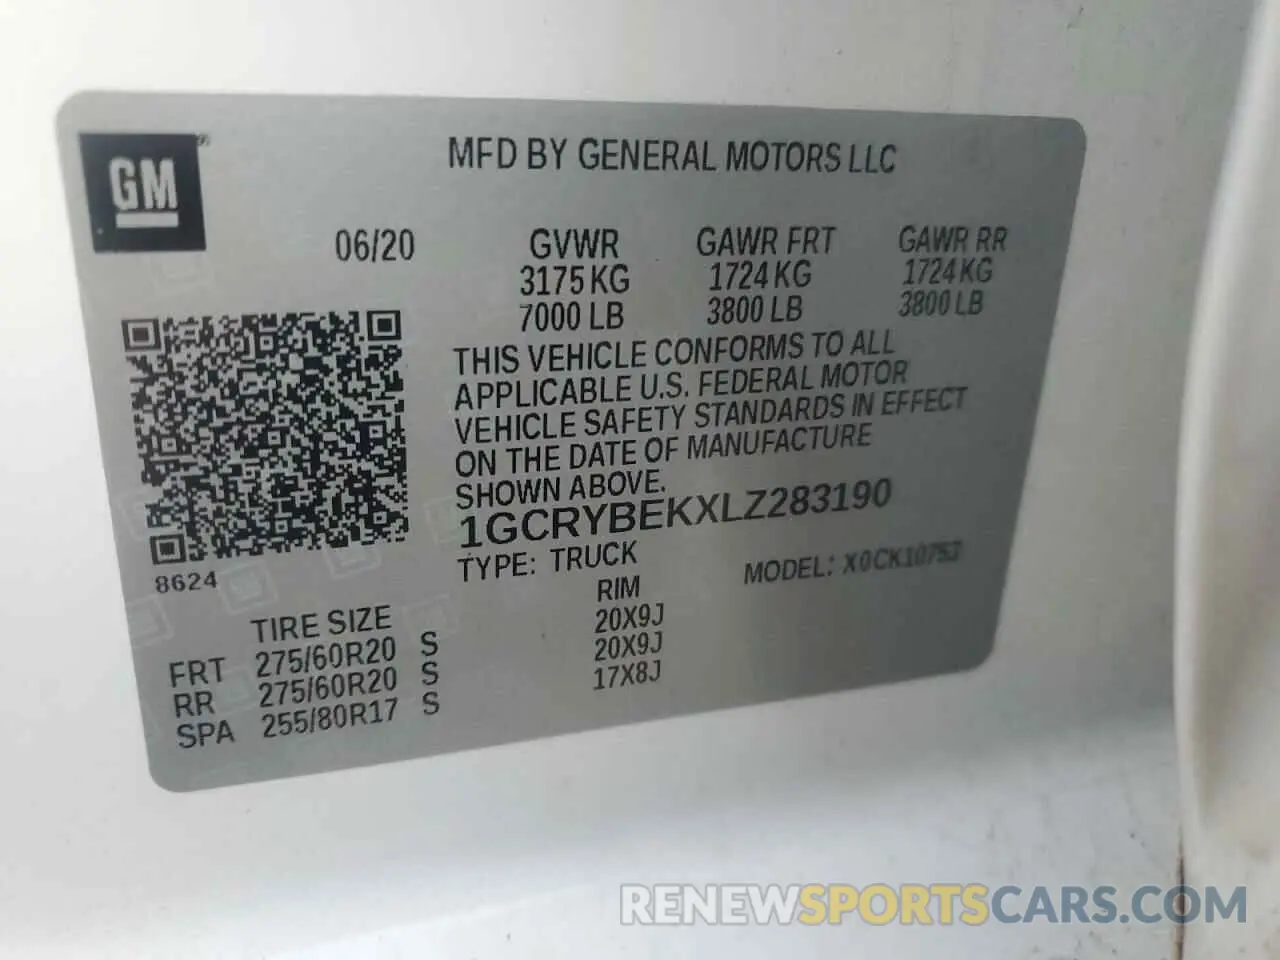 GM
MFD BY GENERAL MOTORS LLC
06/20 GVWR GAWR FRT GAWR RR
3175 KG 1724 KG 1724 KG
7000 LB 3800 LB 3800 LB
THIS VEHICLE CONFORMS TO ALL
APPLICABLE U.S. FEDERAL MOTOR
VEHICLE SAFETY STANDARDS IN EFFECT
ON THE DATE OF MANUFACTURE
SHOWN ABOVE.
1GCRYBEKXLZ283190
8624
TYPE: TRUCK MODEL:
TIRE SIZE RIM
FRT 275/60R20 S 20X9J
RR 275/60R20 S 20X9J
SPA 255/80R17 S 17X8J
RENEWSPORTSCARS.COM